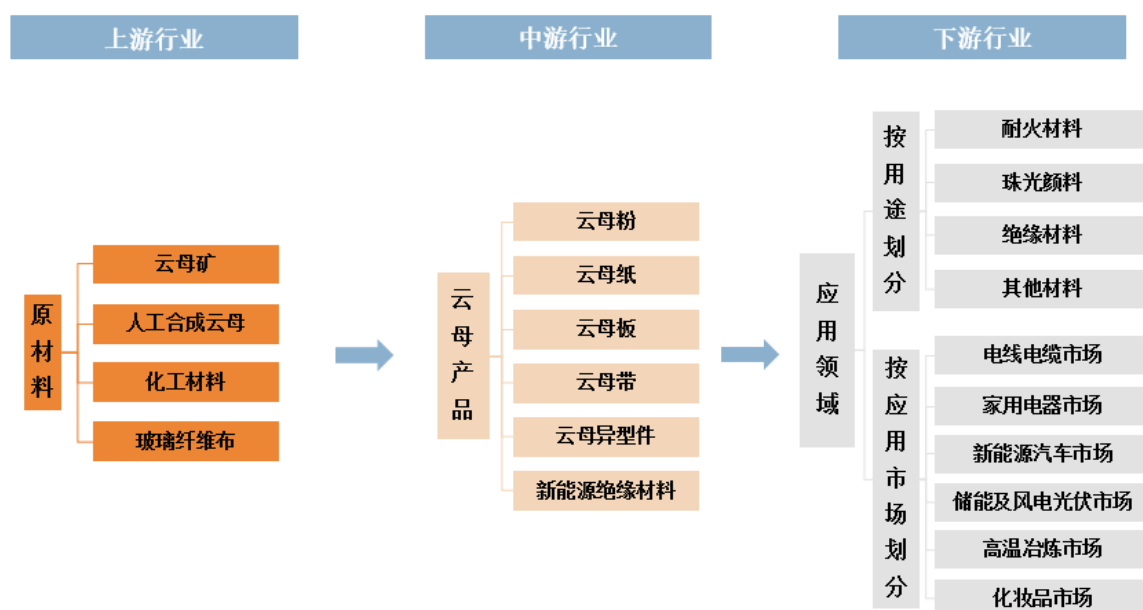 上游行业
中游行业
下游行业
原材料
云母矿
人工合成云母
化工材料
玻璃纤维布
云母产品
云母粉
云母纸
云母板
云母带
云母异型件
新能源绝缘材料
应用领域
按用途划分
耐火材料
珠光颜料
绝缘材料
其他材料
按应用市场划分
电线电缆市场
家用电器市场
新能源汽车市场
储能及风电光伏市场
高温冶炼市场
化妆品市场